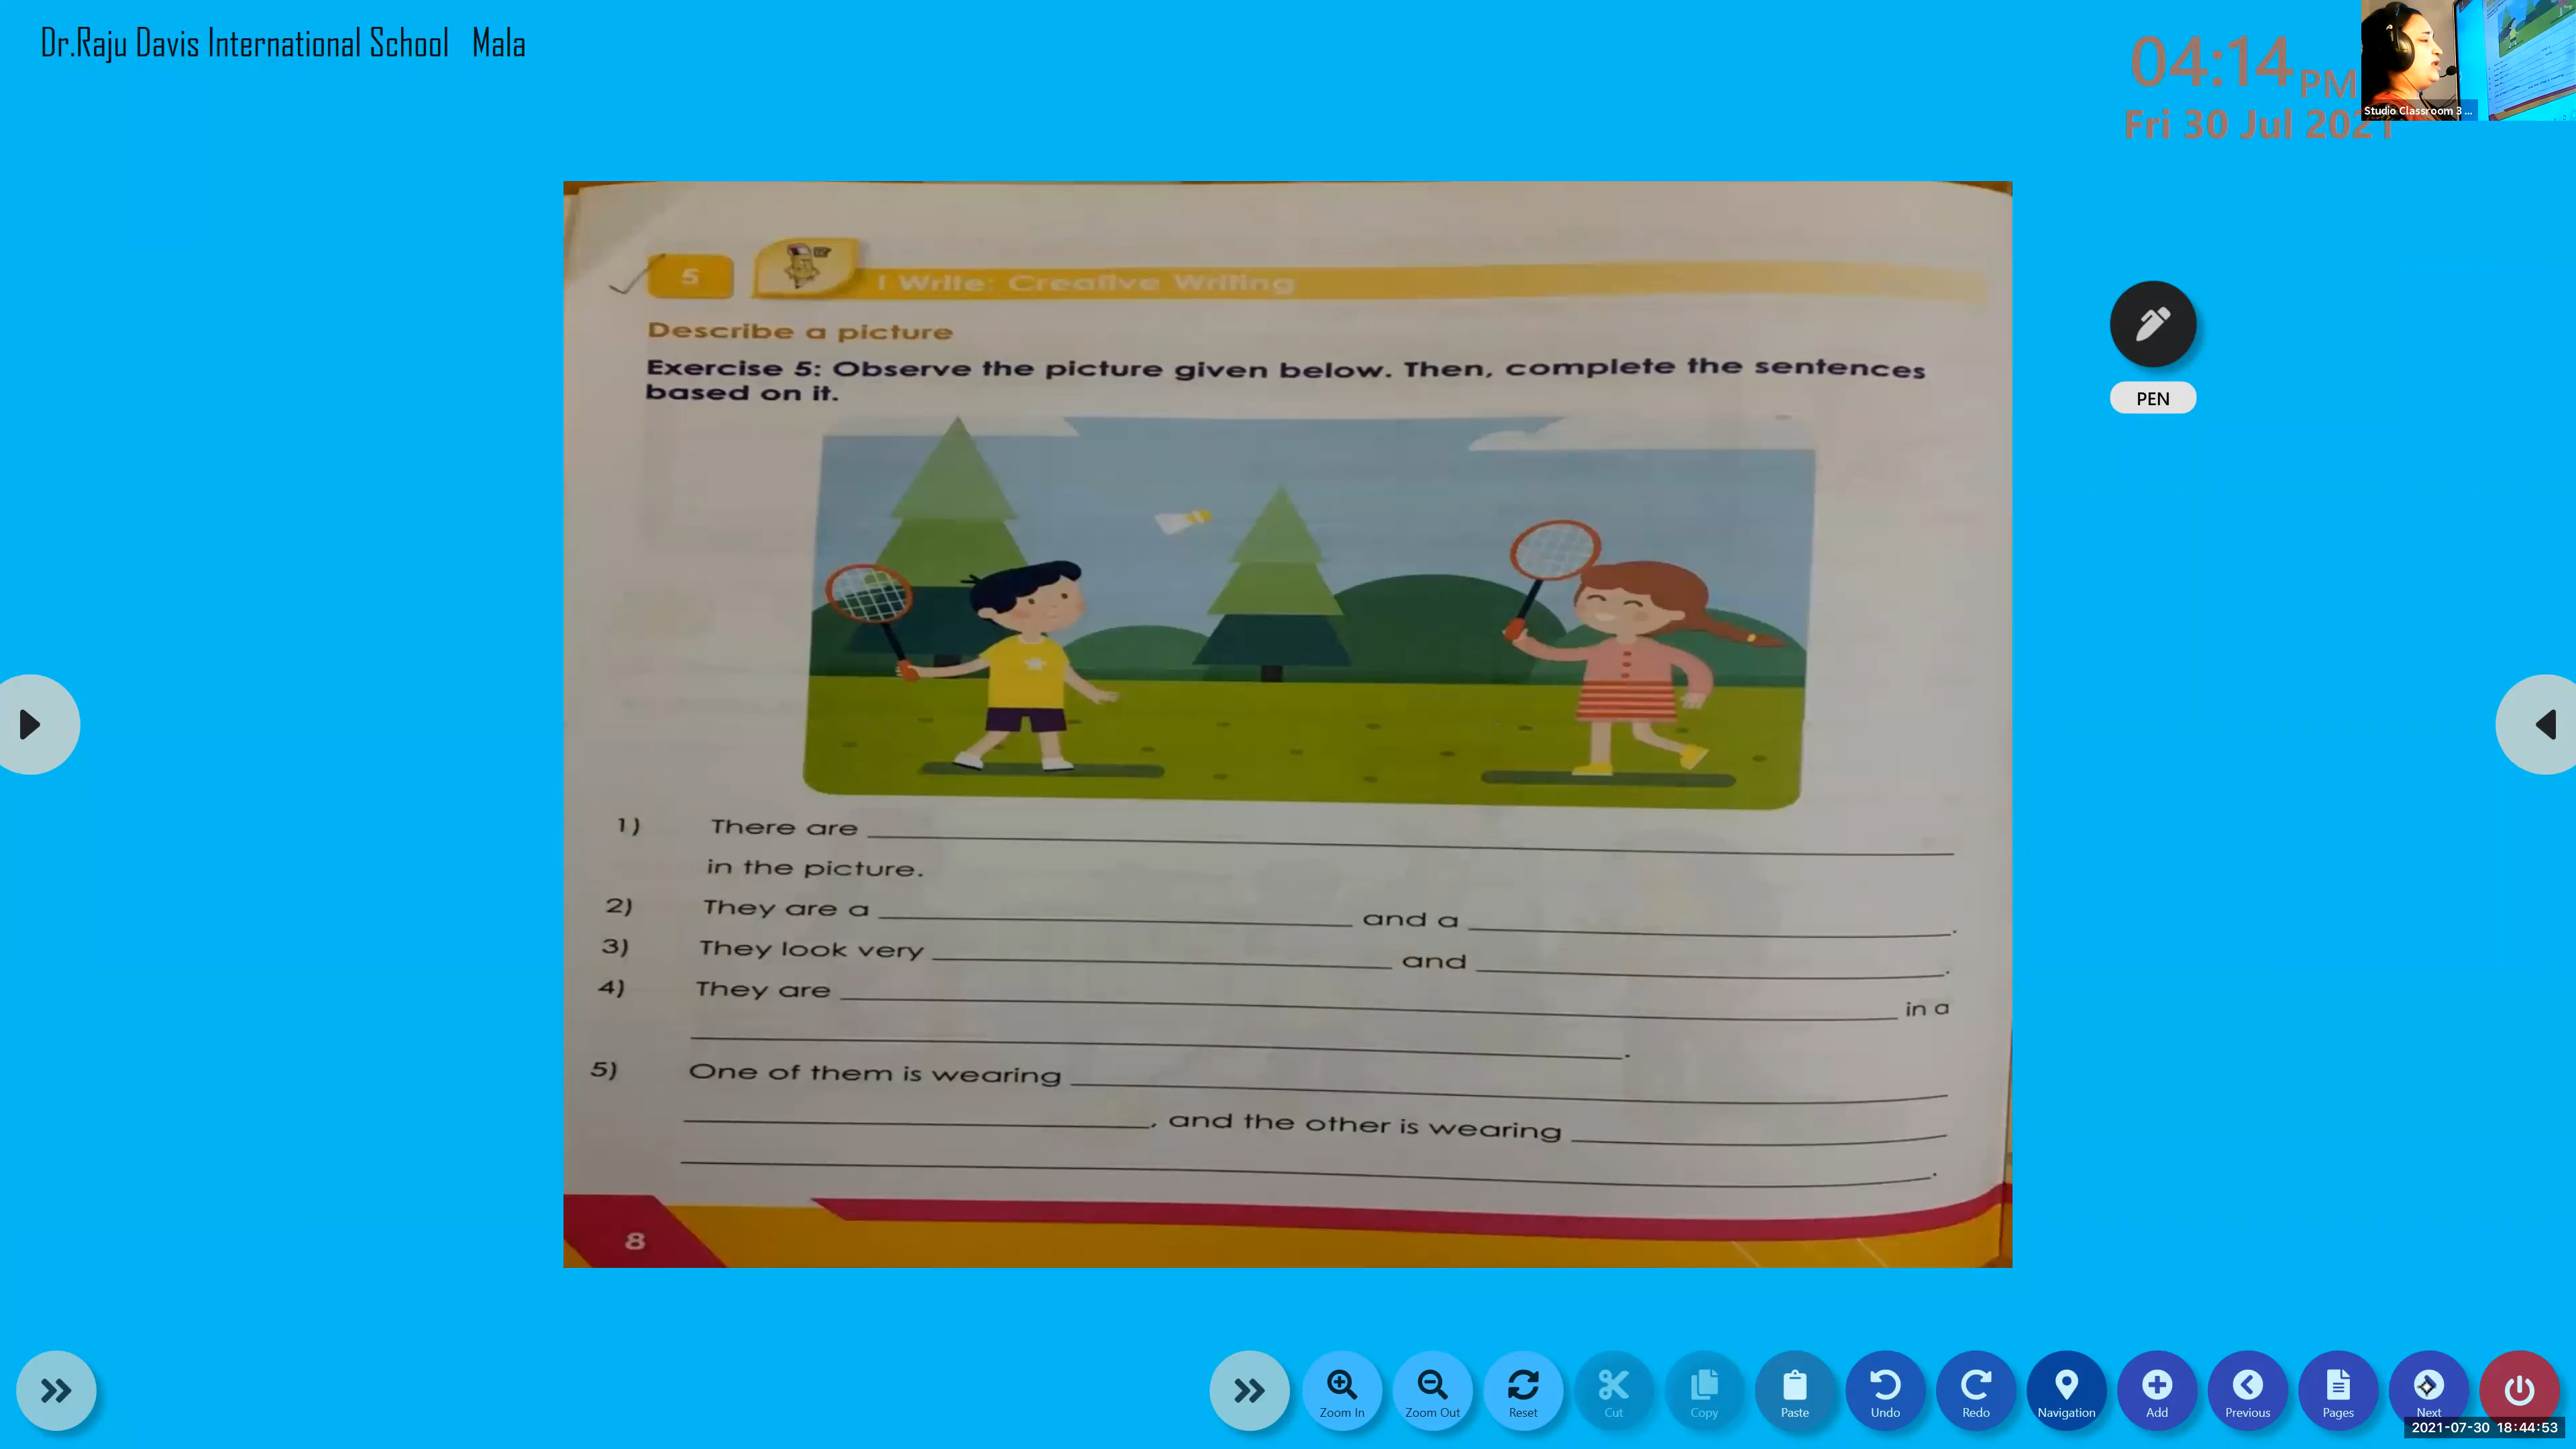 Dr.Raju Davis International School Mala
04:14 PM
Fri 30 Jul 2021
Studio Classroom 3 ...
5
I Write: Creative Writing
Describe a picture
Exercise 5: Observe the picture given below. Then, complete the sentences
based on it.
PEN
1) There are
in the picture.
2) They are a and a .
3) They look very and .
4) They are in a
.
5) One of them is wearing
, and the other is wearing
.
8
Zoom In Zoom Out Reset Cut Copy Paste Undo Redo Navigation Add Previous Pages Next
2021-07-30 18:44:53